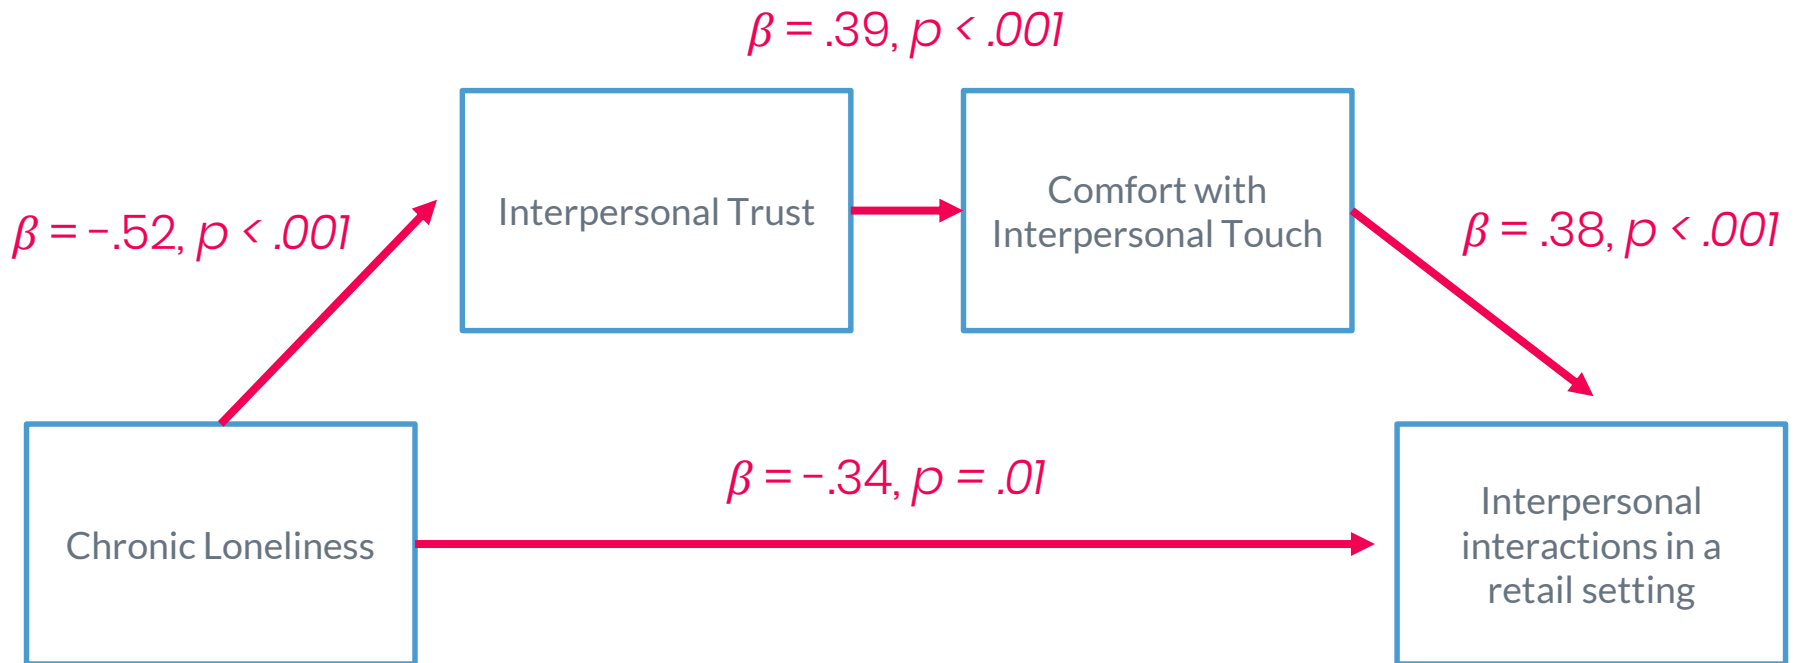 β = .39, p < .001
Interpersonal Trust
Comfort with
Interpersonal Touch
β = -.52, p < .001
β = .38, p < .001
β = -.34, p = .01
Chronic Loneliness
Interpersonal
interactions in a
retail setting